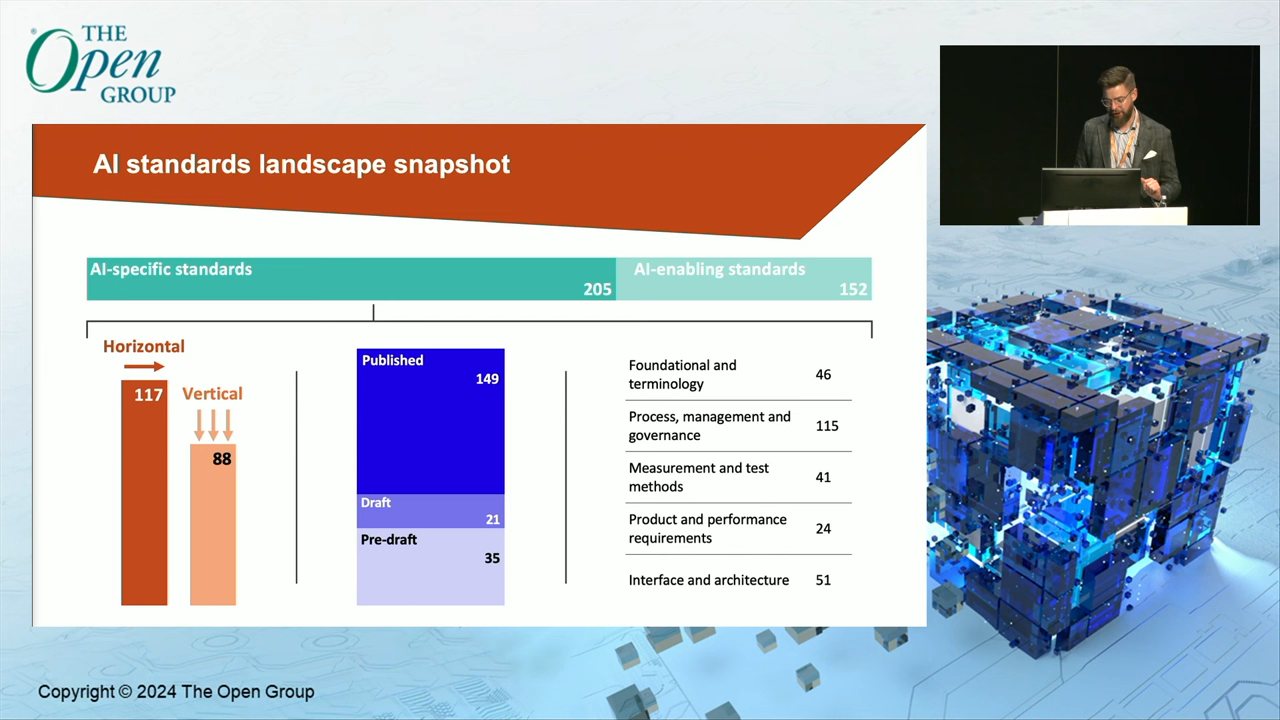 THE
Open
GROUP
AI standards landscape snapshot
AI-specific standards
205
AI-enabling standards
152
Horizontal
117
Vertical
88
Published
149
Draft
21
Pre-draft
35
Foundational and
terminology
46
Process, management and
governance
115
Measurement and test
methods
41
Product and performance
requirements
24
Interface and architecture
51
Copyright © 2024 The Open Group